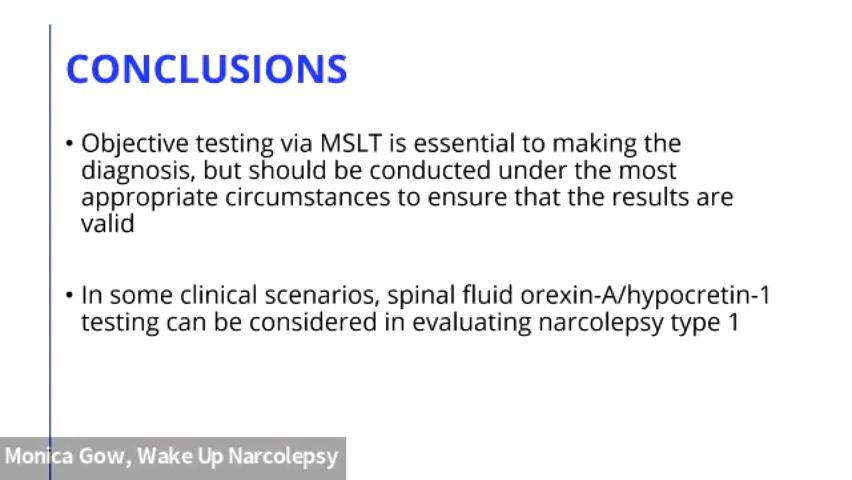 CONCLUSIONS
• Objective testing via MSLT is essential to making the
diagnosis, but should be conducted under the most
appropriate circumstances to ensure that the results are
valid
• In some clinical scenarios, spinal fluid orexin-A/hypocretin-1
testing can be considered in evaluating narcolepsy type 1
Monica Gow, Wake Up Narcolepsy